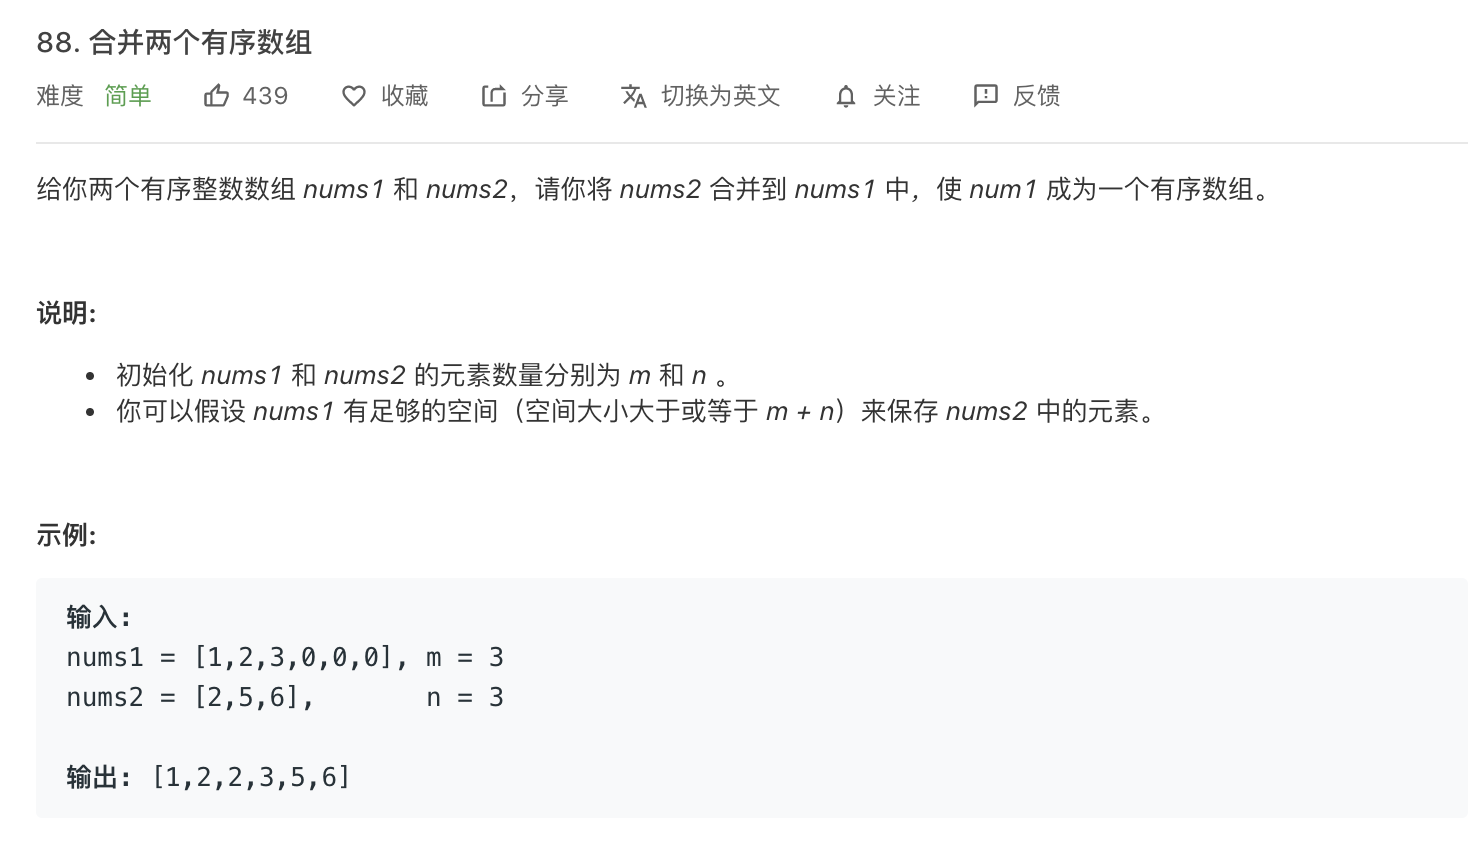 88. 合并两个有序数组
难度 简单 439 收藏 分享 切换为英文 关注 反馈
给你两个有序整数数组 nums1 和 nums2，请你将 nums2 合并到 nums1 中，使 num1 成为一个有序数组。
说明:
• 初始化 nums1 和 nums2 的元素数量分别为 m 和 n 。
• 你可以假设 nums1 有足够的空间（空间大小大于或等于 m + n）来保存 nums2 中的元素。
示例:
输入:
nums1 = [1,2,3,0,0,0], m = 3
nums2 = [2,5,6],       n = 3
输出: [1,2,2,3,5,6]